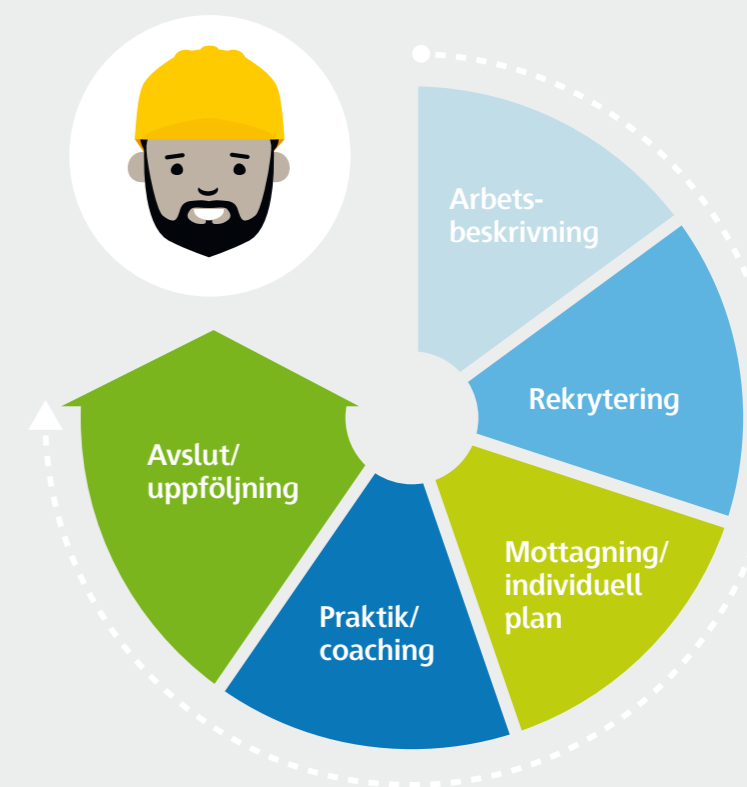 Arbets-
beskrivning
Rekrytering
Mottagning/
individuell
plan
Praktik/
coaching
Avslut/
uppföljning